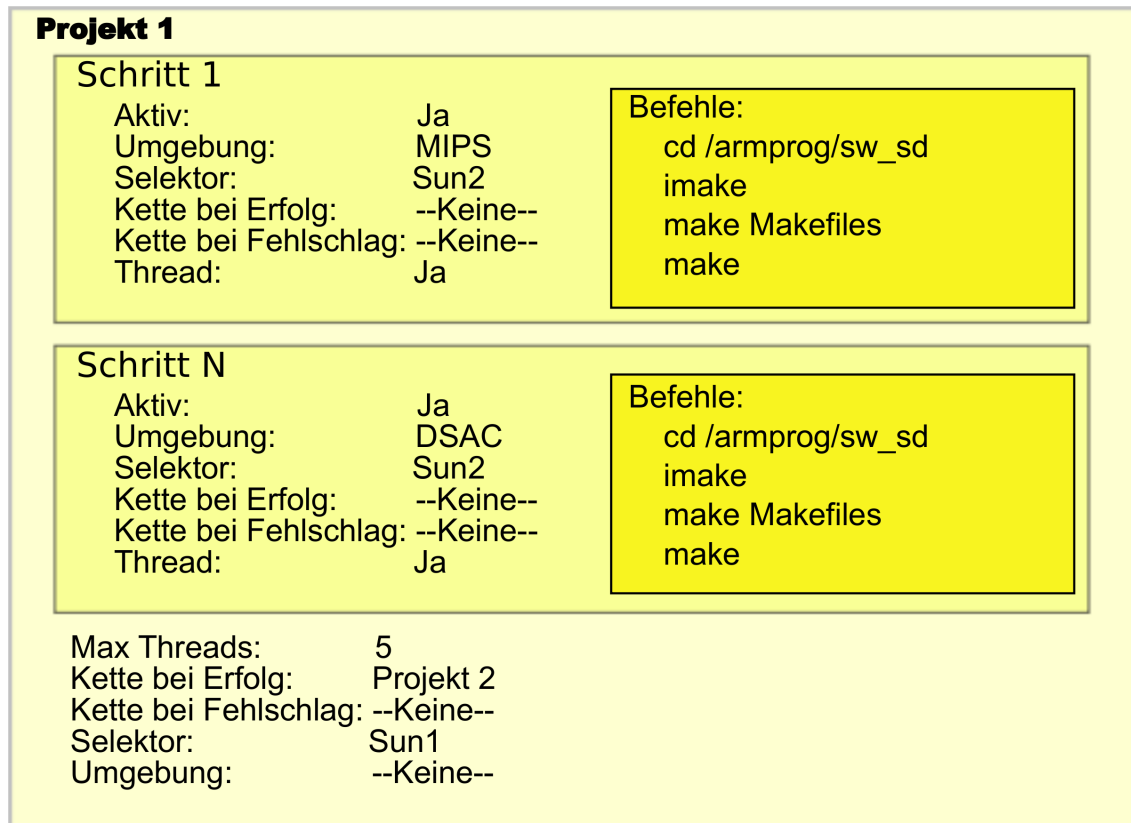 Projekt 1
Schritt 1
Aktiv: Ja
Umgebung: MIPS
Selektor: Sun2
Kette bei Erfolg: --Keine--
Kette bei Fehlschlag: --Keine--
Thread: Ja
Befehle:
cd /armprog/sw_sd
imake
make Makefiles
make
Schritt N
Aktiv: Ja
Umgebung: DSAC
Selektor: Sun2
Kette bei Erfolg: --Keine--
Kette bei Fehlschlag: --Keine--
Thread: Ja
Befehle:
cd /armprog/sw_sd
imake
make Makefiles
make
Max Threads: 5
Kette bei Erfolg: Projekt 2
Kette bei Fehlschlag: --Keine--
Selektor: Sun1
Umgebung: --Keine--